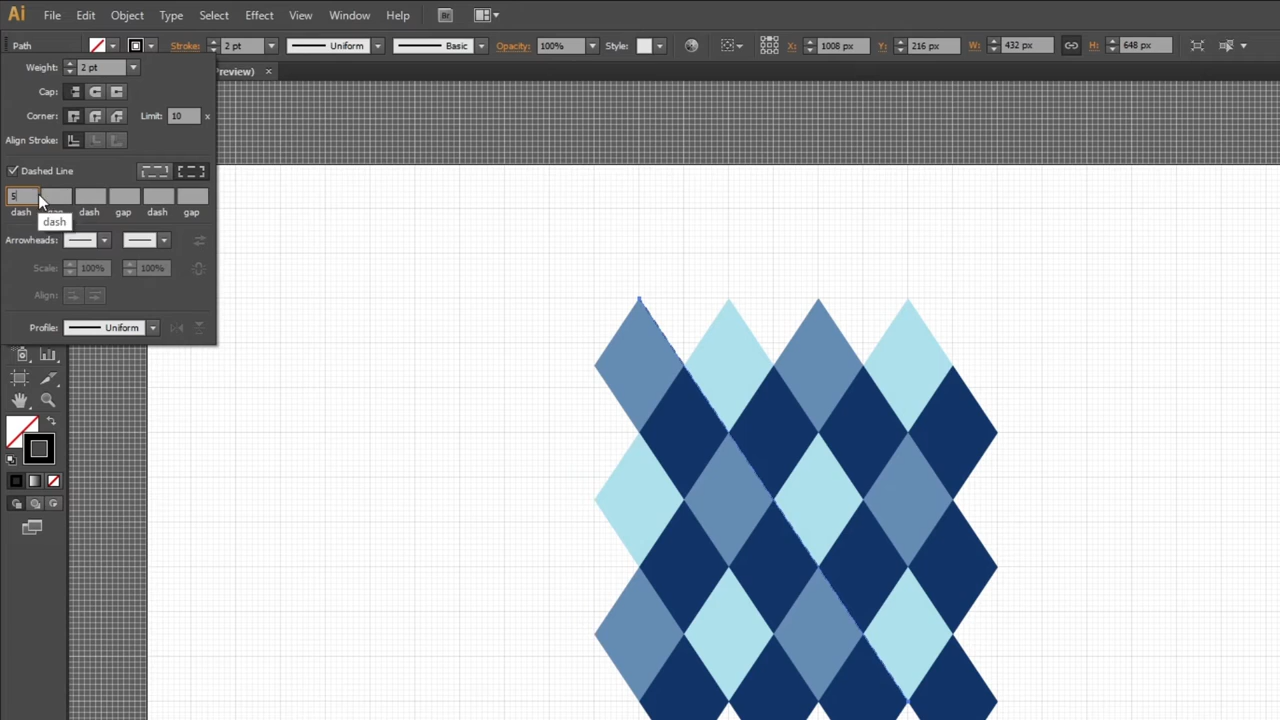 Ai File Edit Object Type Select Effect View Window Help Br
Path Stroke: 2 pt Uniform Basic Opacity: 100% Style: X: 1008 px Y: 216 px W: 432 px H: 648 px
Weight: 2 pt review) ×
Cap:
Corner: Limit: 10 x
Align Stroke:
Dashed Line
5
dash gap dash gap dash gap
dash
Arrowheads:
Scale: 100% 100%
Align:
Profile: Uniform